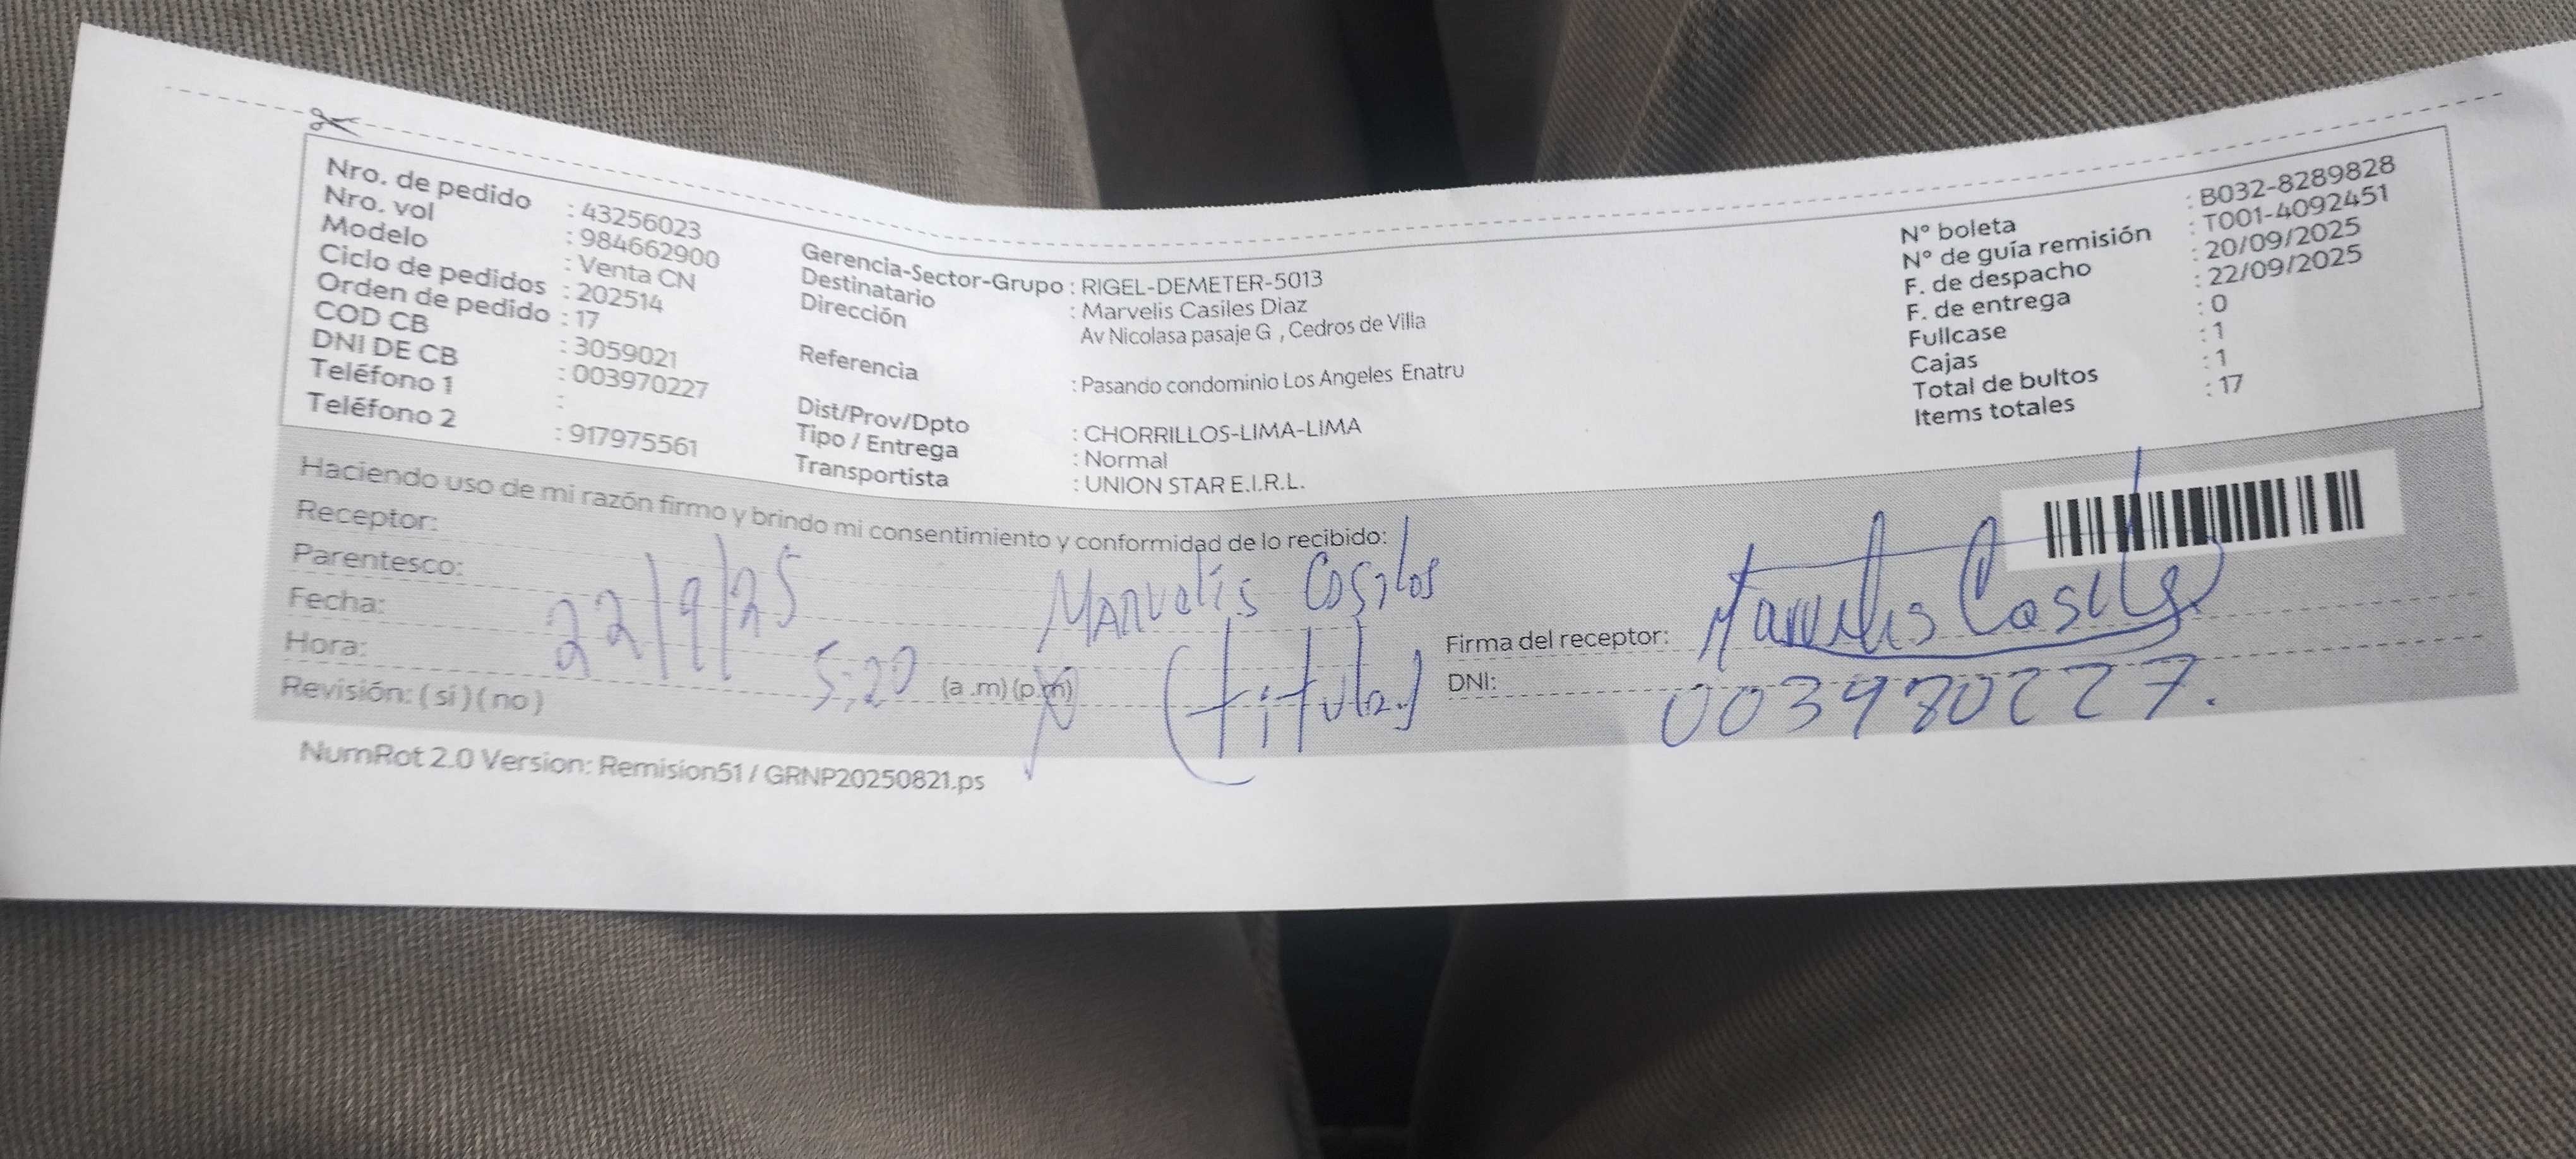 Nro. de pedido : 43256023
Nro. vol : 984662900
Modelo : Venta CN
Ciclo de pedidos : 202514
Orden de pedido : 17
COD CB : 3059021
DNI DE CB : 003970227
Teléfono 1 :
Teléfono 2 : 917975561
Gerencia-Sector-Grupo : RIGEL-DEMETER-5013
Destinatario : Marvelis Casiles Diaz
Dirección Av Nicolasa pasaje G , Cedros de Villa
Referencia : Pasando condominio Los Angeles Enatru
Dist/Prov/Dpto : CHORRILLOS-LIMA-LIMA
Tipo / Entrega : Normal
Transportista : UNION STAR E.I.R.L.
N° boleta : B032-8289828
N° de guía remisión : T001-4092451
F. de despacho : 20/09/2025
F. de entrega : 22/09/2025
Fullcase : 0
Cajas : 1
Total de bultos : 1
Items totales : 17
Haciendo uso de mi razón firmo y brindo mi consentimiento y conformidad de lo recibido:
Receptor: Marvelis
Parentesco: (titular)
Fecha: 22/9/25
Hora: 5:20 (a .m) (p.m)
Revisión: ( si ) ( no )
Firma del receptor: Marvelis Casiles
DNI:
NumRot 2.0 Version: Remision51 / GRNP20250821.ps